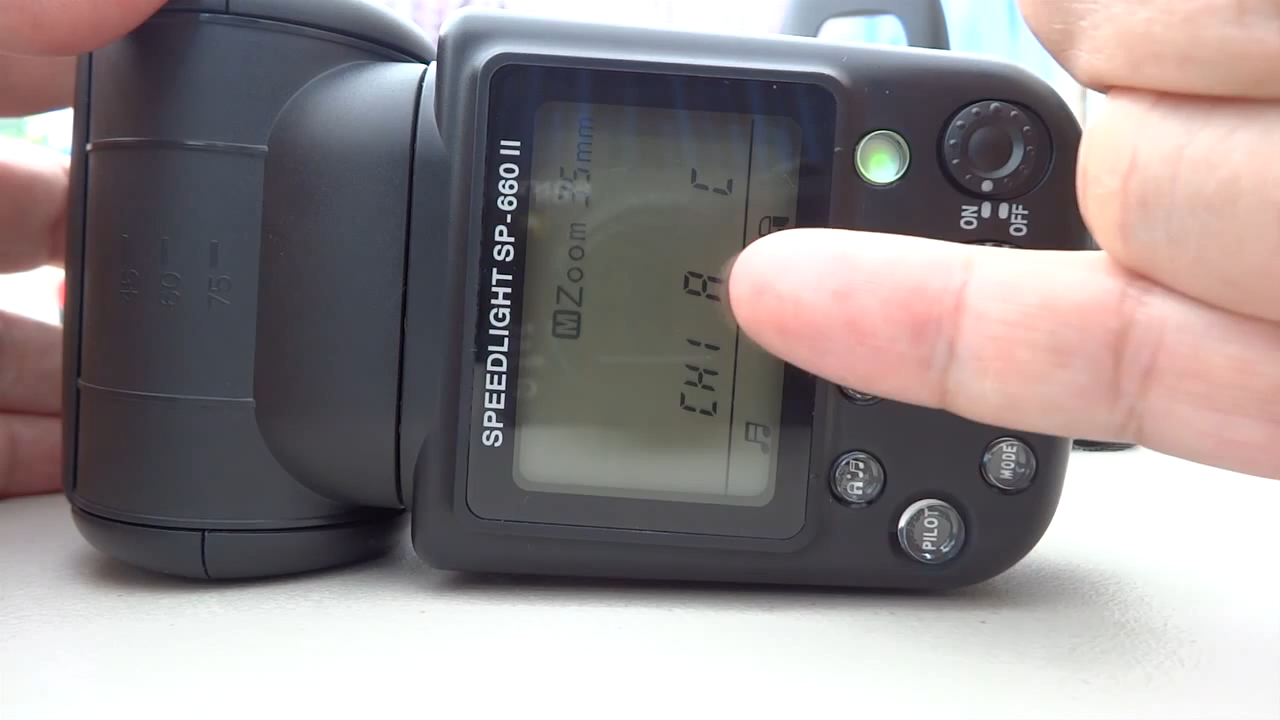 SPEEDLIGHT SP-660 II
M Zoom 35mm
CH1 A C
ON OFF
MODE
PILOT
45
60
75